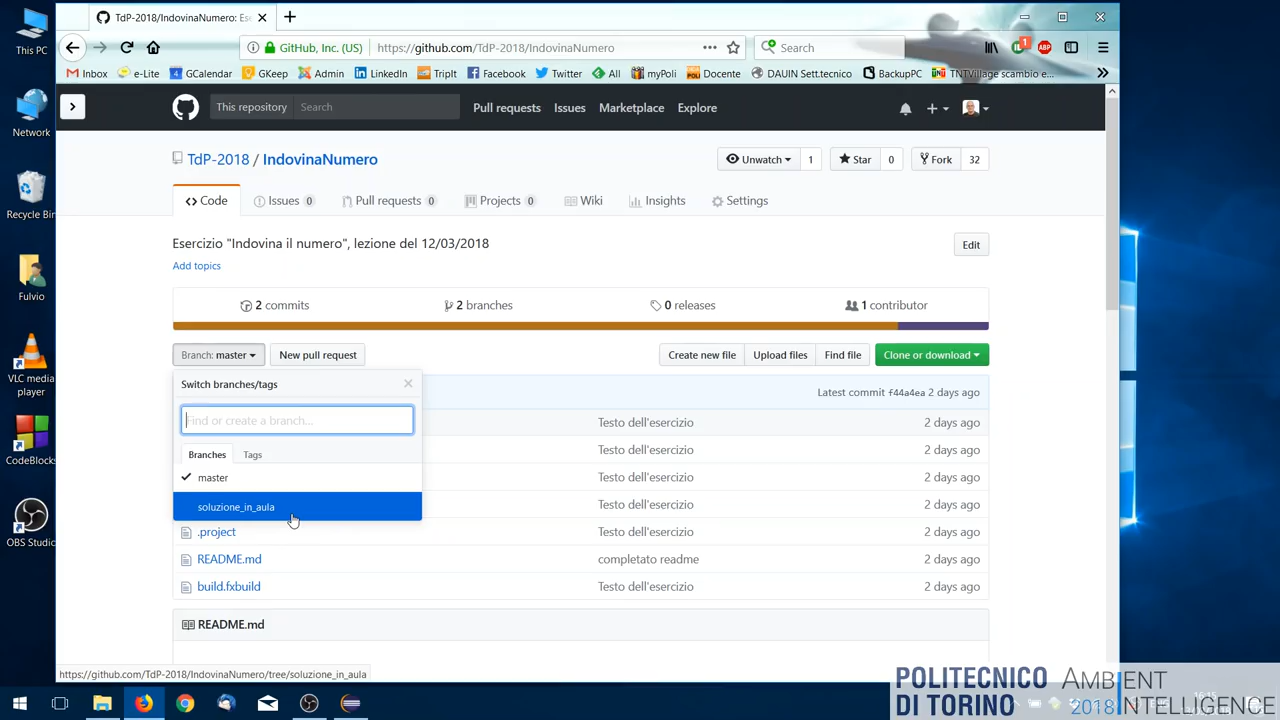 This PC
Network
Recycle Bin
Fulvio
VLC media
player
CodeBlocks
OBS Studio
TdP-2018/IndovinaNumero: Es
GitHub, Inc. (US)
https://github.com/TdP-2018/IndovinaNumero
Search
Inbox
e-Lite
GCalendar
GKeep
Admin
LinkedIn
TripIt
Facebook
Twitter
All
myPoli
Docente
DAUIN Sett.tecnico
BackupPC
TNTVillage scambio e...
This repository
Search
Pull requests
Issues
Marketplace
Explore
TdP-2018 / IndovinaNumero
Unwatch
1
Star
0
Fork
32
Code
Issues 0
Pull requests 0
Projects 0
Wiki
Insights
Settings
Esercizio "Indovina il numero", lezione del 12/03/2018
Edit
Add topics
2 commits
2 branches
0 releases
1 contributor
Branch: master
New pull request
Create new file
Upload files
Find file
Clone or download
Switch branches/tags
Find or create a branch...
Branches
Tags
master
soluzione_in_aula
Latest commit f44a4ea 2 days ago
Testo dell'esercizio 2 days ago
Testo dell'esercizio 2 days ago
Testo dell'esercizio 2 days ago
Testo dell'esercizio 2 days ago
.project Testo dell'esercizio 2 days ago
README.md completato readme 2 days ago
build.fxbuild Testo dell'esercizio 2 days ago
README.md
https://github.com/TdP-2018/IndovinaNumero/tree/soluzione_in_aula
POLITECNICO
DI TORINO
AMBIENT
2018 INTELLIGENCE